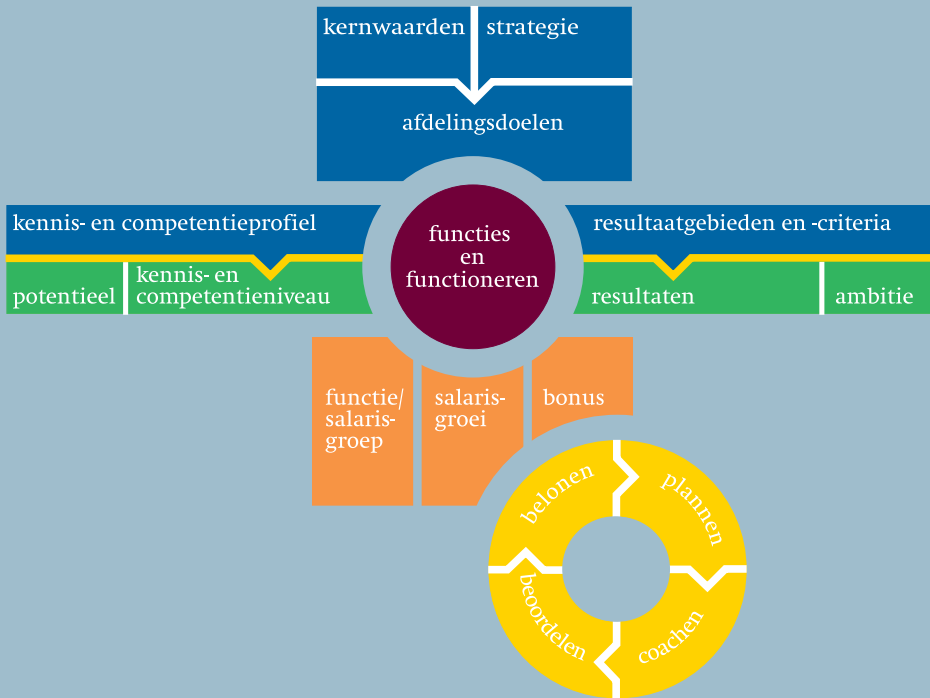 kernwaarden
strategie
afdelingsdoelen
kennis- en competentieprofiel
functies
en
functioneren
resultaatgebieden en -criteria
potentieel
kennis- en
competentieniveau
resultaten
ambitie
functie/
salaris-
groep
salaris-
groei
bonus
belonen
plannen
beoordelen
coachen